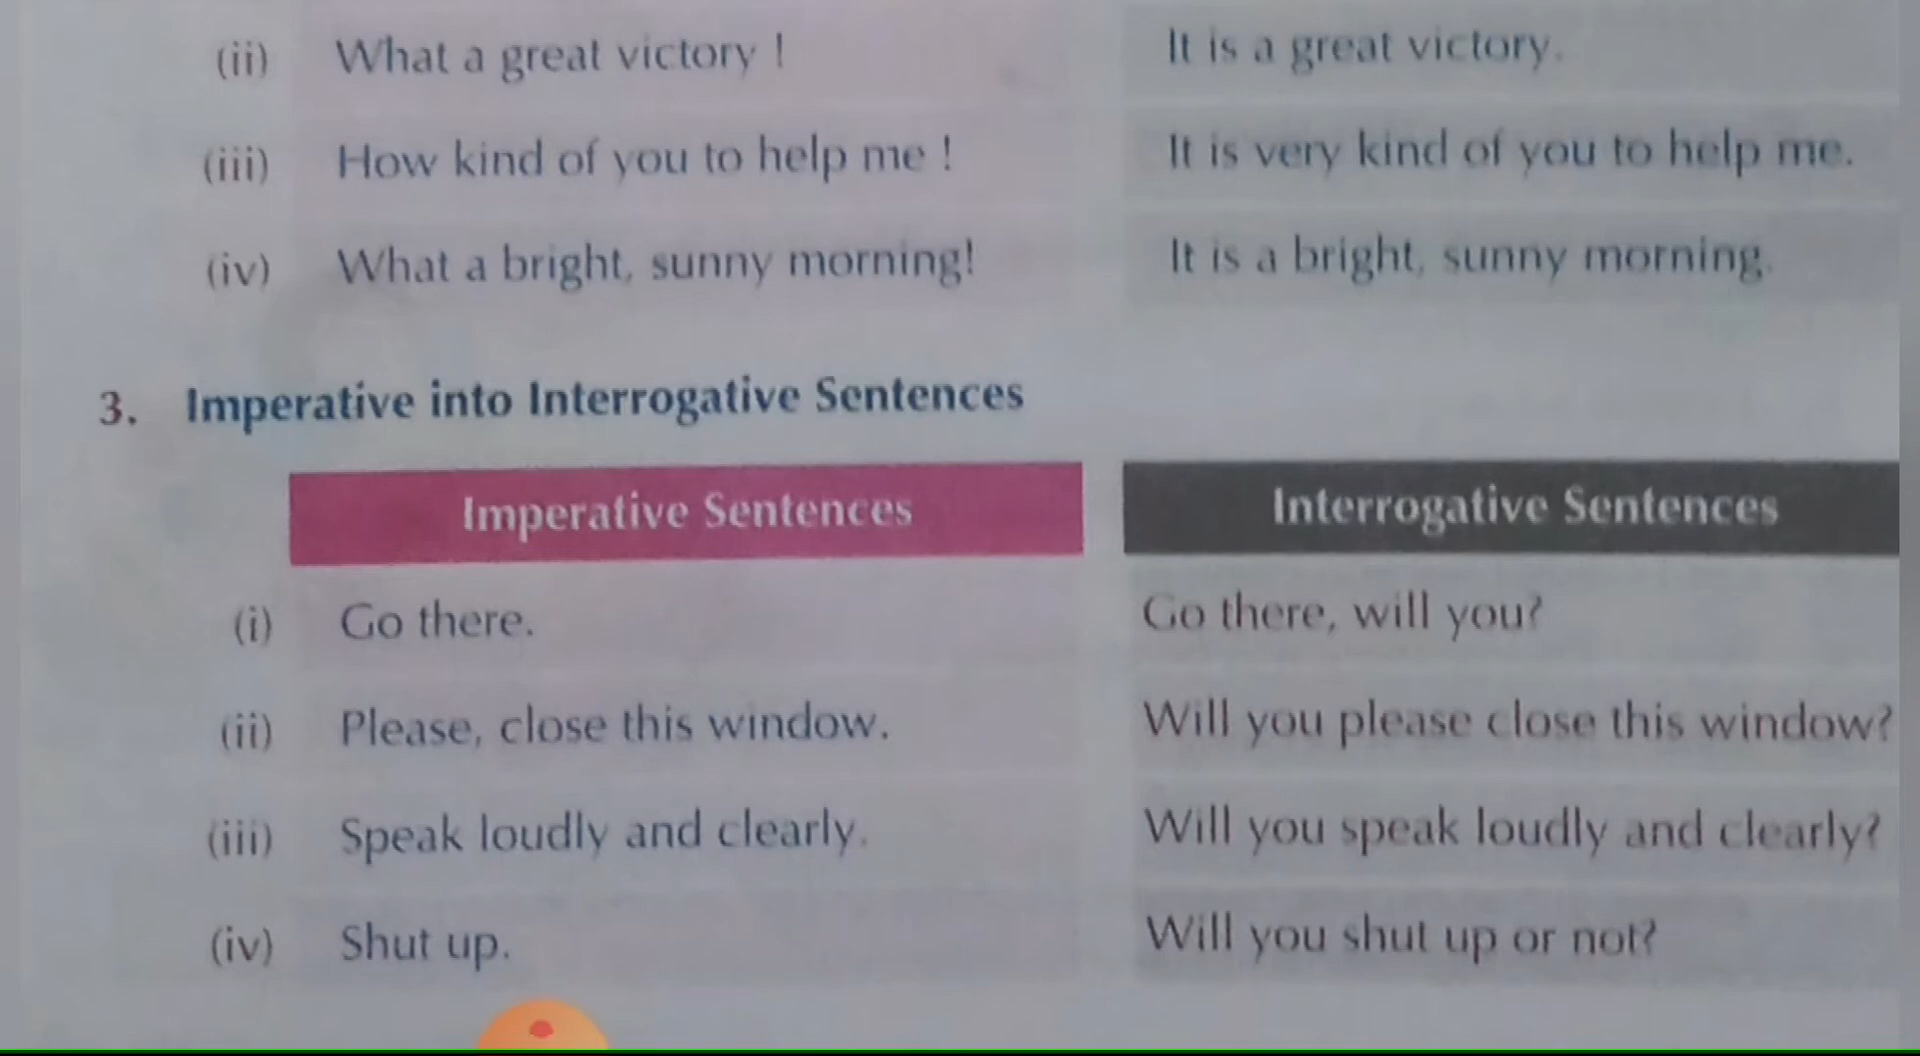 (ii) What a great victory ! It is a great victory.
(iii) How kind of you to help me ! It is very kind of you to help me.
(iv) What a bright, sunny morning! It is a bright, sunny morning.
3. Imperative into Interrogative Sentences
Imperative Sentences Interrogative Sentences
(i) Go there. Go there, will you?
(ii) Please, close this window. Will you please close this window?
(iii) Speak loudly and clearly. Will you speak loudly and clearly?
(iv) Shut up. Will you shut up or not?